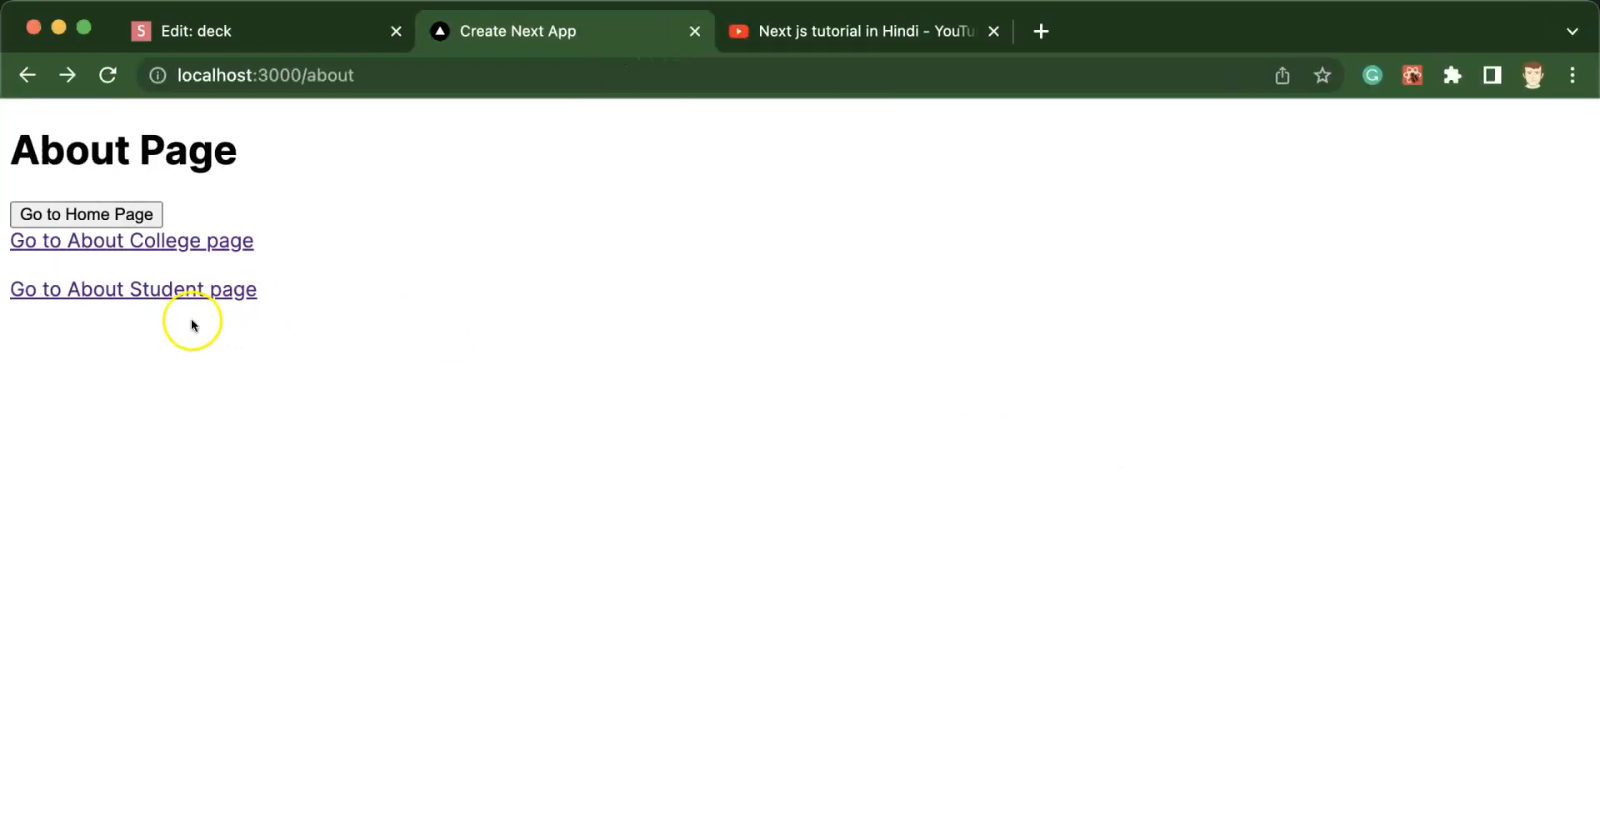 S Edit: deck
Create Next App
Next js tutorial in Hindi - YouTu
localhost:3000/about
About Page
Go to Home Page
Go to About College page
Go to About Student page